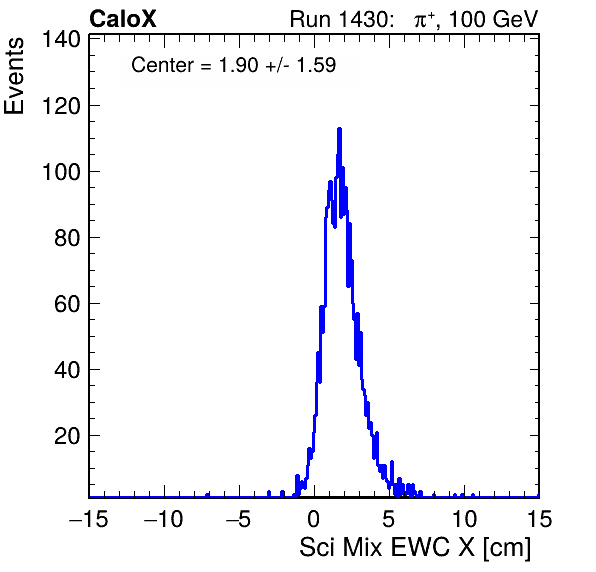 CaloX Run 1430: π⁺, 100 GeV
Events
Center = 1.90 +/- 1.59
140
120
100
80
60
40
20
−15 −10 −5 0 5 10 15
Sci Mix EWC X [cm]